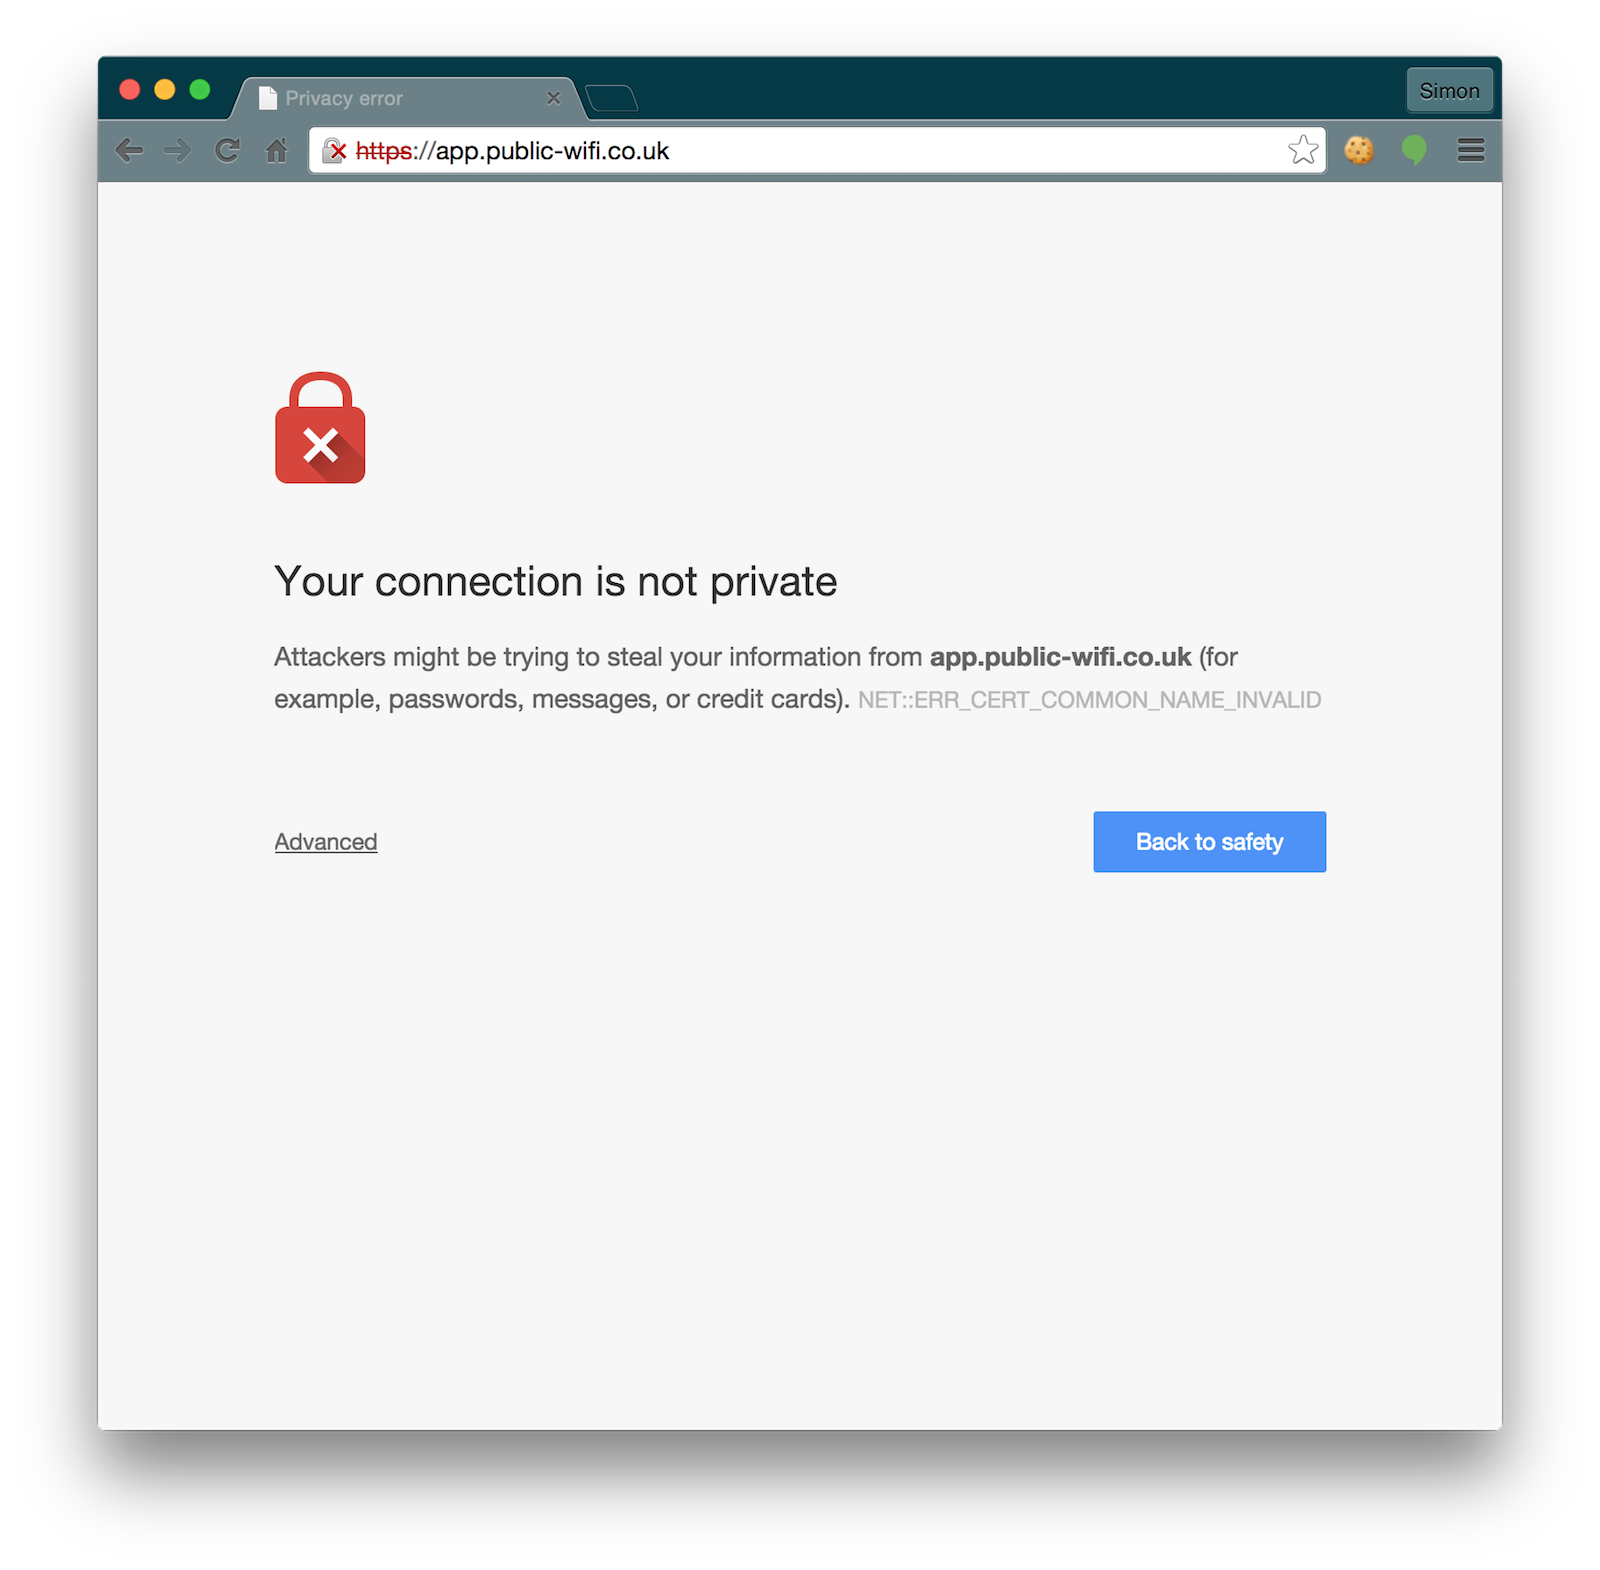 Privacy error
Simon
https://app.public-wifi.co.uk
Your connection is not private
Attackers might be trying to steal your information from app.public-wifi.co.uk (for
example, passwords, messages, or credit cards). NET::ERR_CERT_COMMON_NAME_INVALID
Advanced
Back to safety